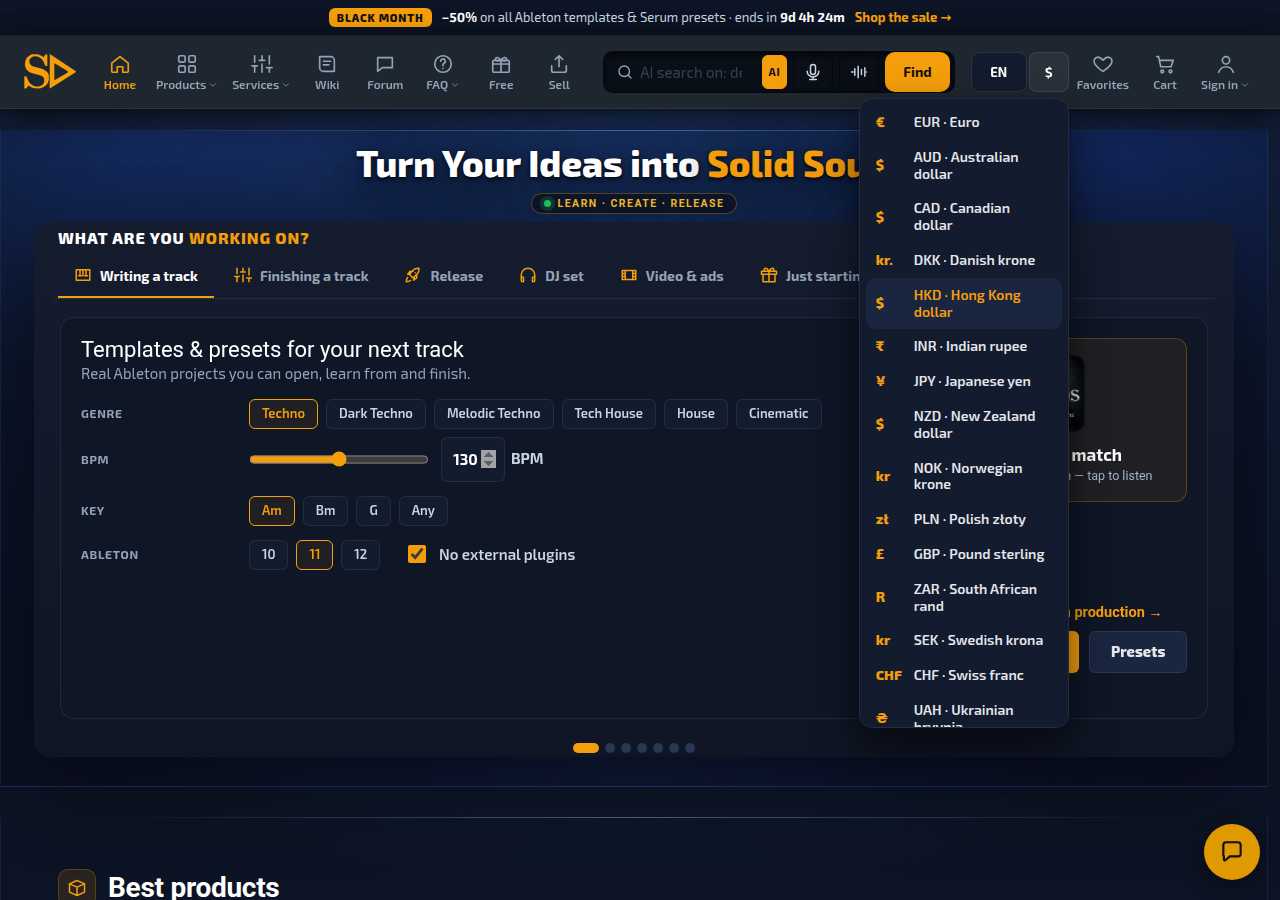 BLACK MONTH −50% on all Ableton templates & Serum presets · ends in 9d 4h 24m Shop the sale →
Home
Products
Services
Wiki
Forum
FAQ
Free
Sell
AI search on:
AI
Find
EN
$
Favorites
Cart
Sign in
Turn Your Ideas into Solid
LEARN · CREATE · RELEASE
WHAT ARE YOU WORKING ON?
Writing a track
Finishing a track
Release
DJ set
Video & ads
Just
Templates & presets for your next track
Real Ableton projects you can open, learn from and finish.
GENRE
Techno
Dark Techno
Melodic Techno
Tech House
House
Cinematic
BPM
130 BPM
KEY
Am
Bm
G
Any
ABLETON
10
11
12
No external plugins
€ EUR · Euro
$ AUD · Australian
dollar
$ CAD · Canadian
dollar
kr. DKK · Danish krone
$ HKD · Hong Kong
dollar
₹ INR · Indian rupee
¥ JPY · Japanese yen
$ NZD · New Zealand
dollar
kr NOK · Norwegian
krone
zł PLN · Polish złoty
£ GBP · Pound sterling
R ZAR · South African
rand
kr SEK · Swedish krona
CHF CHF · Swiss franc
₴ UAH · Ukrainian
match
— tap to listen
production →
Presets
Best products